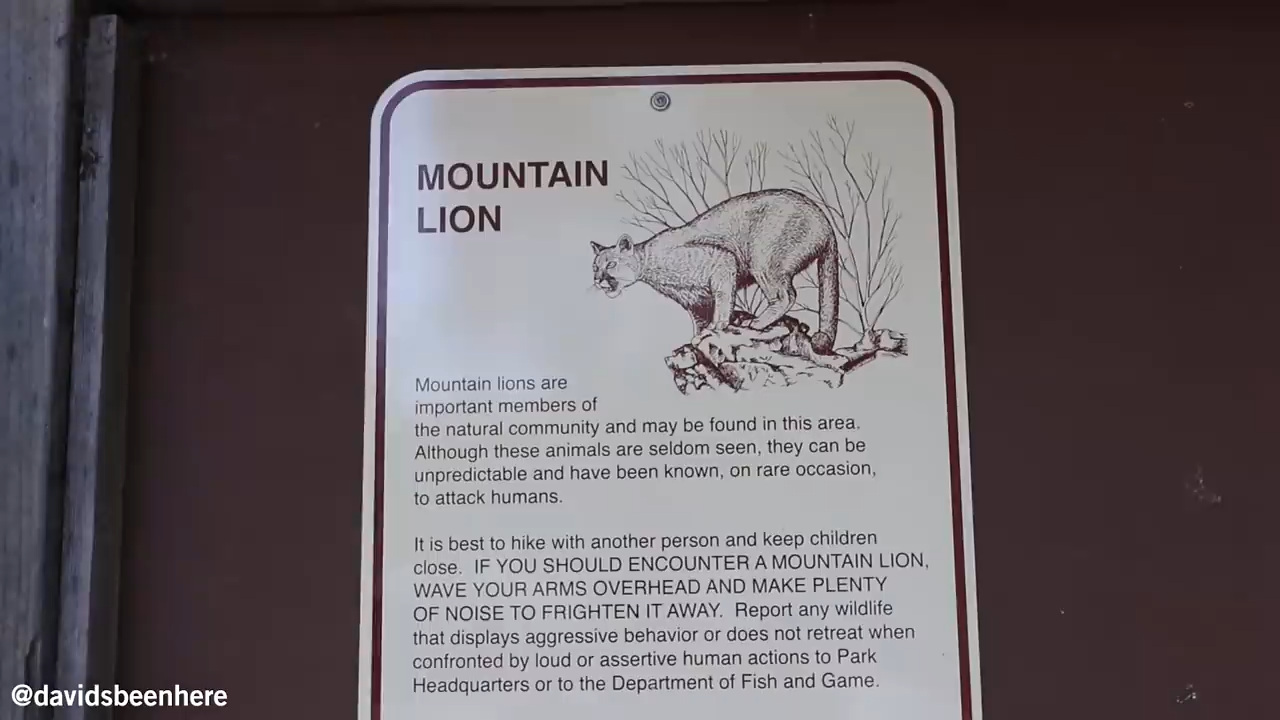 MOUNTAIN
LION
Mountain lions are
important members of
the natural community and may be found in this area.
Although these animals are seldom seen, they can be
unpredictable and have been known, on rare occasion,
to attack humans.
It is best to hike with another person and keep children
close. IF YOU SHOULD ENCOUNTER A MOUNTAIN LION,
WAVE YOUR ARMS OVERHEAD AND MAKE PLENTY
OF NOISE TO FRIGHTEN IT AWAY. Report any wildlife
that displays aggressive behavior or does not retreat when
confronted by loud or assertive human actions to Park
Headquarters or to the Department of Fish and Game.
@davidsbeenhere